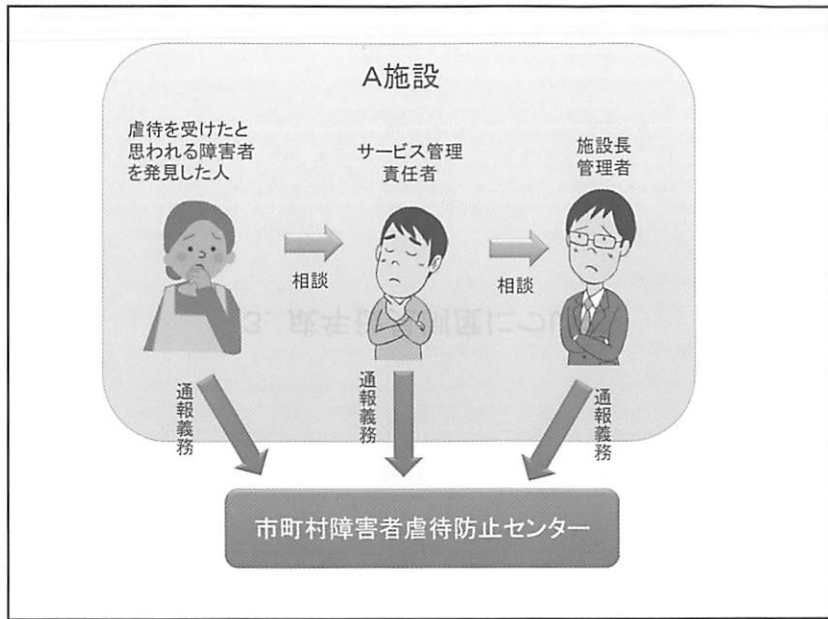 A施設
虐待を受けたと
思われる障害者
を発見した人
サービス管理
責任者
施設長
管理者
相談
相談
通報義務
通報義務
通報義務
市町村障害者虐待防止センター